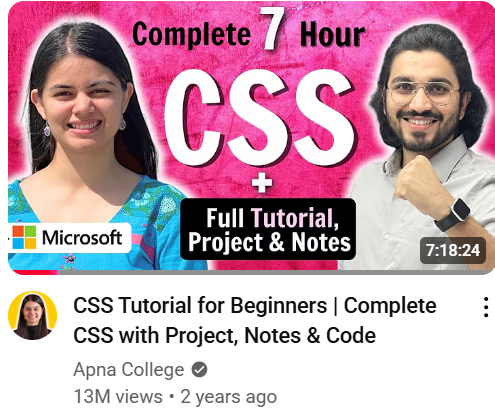 Complete 7 Hour
CSS
+
Full Tutorial,
Project & Notes
Microsoft
7:18:24
CSS Tutorial for Beginners | Complete
CSS with Project, Notes & Code
Apna College
13M views • 2 years ago